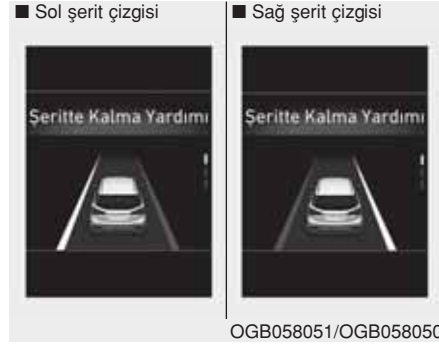 ■ Sol şerit çizgisi
■ Sağ şerit çizgisi
Şeritte Kalma Yardımı
Şeritte Kalma Yardımı
OGB058051/OGB058050